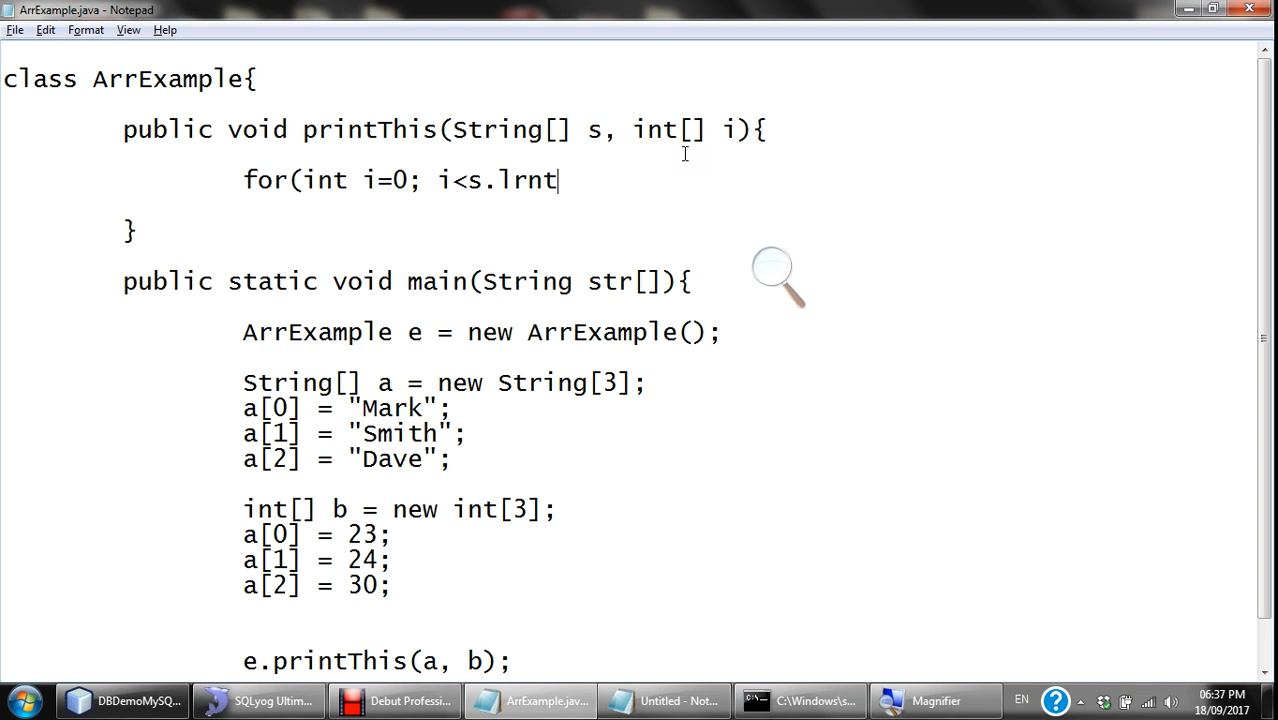 ArrExample.java - Notepad
File Edit Format View Help
class ArrExample{
public void printThis(String[] s, int[] i){
for(int i=0; i<s.lrnt
}
public static void main(String str[]){
ArrExample e = new ArrExample();
String[] a = new String[3];
a[0] = "Mark";
a[1] = "Smith";
a[2] = "Dave";
int[] b = new int[3];
a[0] = 23;
a[1] = 24;
a[2] = 30;
e.printThis(a, b);
DBDemoMySQ... SQLyog Ultim... Debut Professi... ArrExample.jav... Untitled - Not... C:\Windows\s... Magnifier EN 06:37 PM
18/09/2017